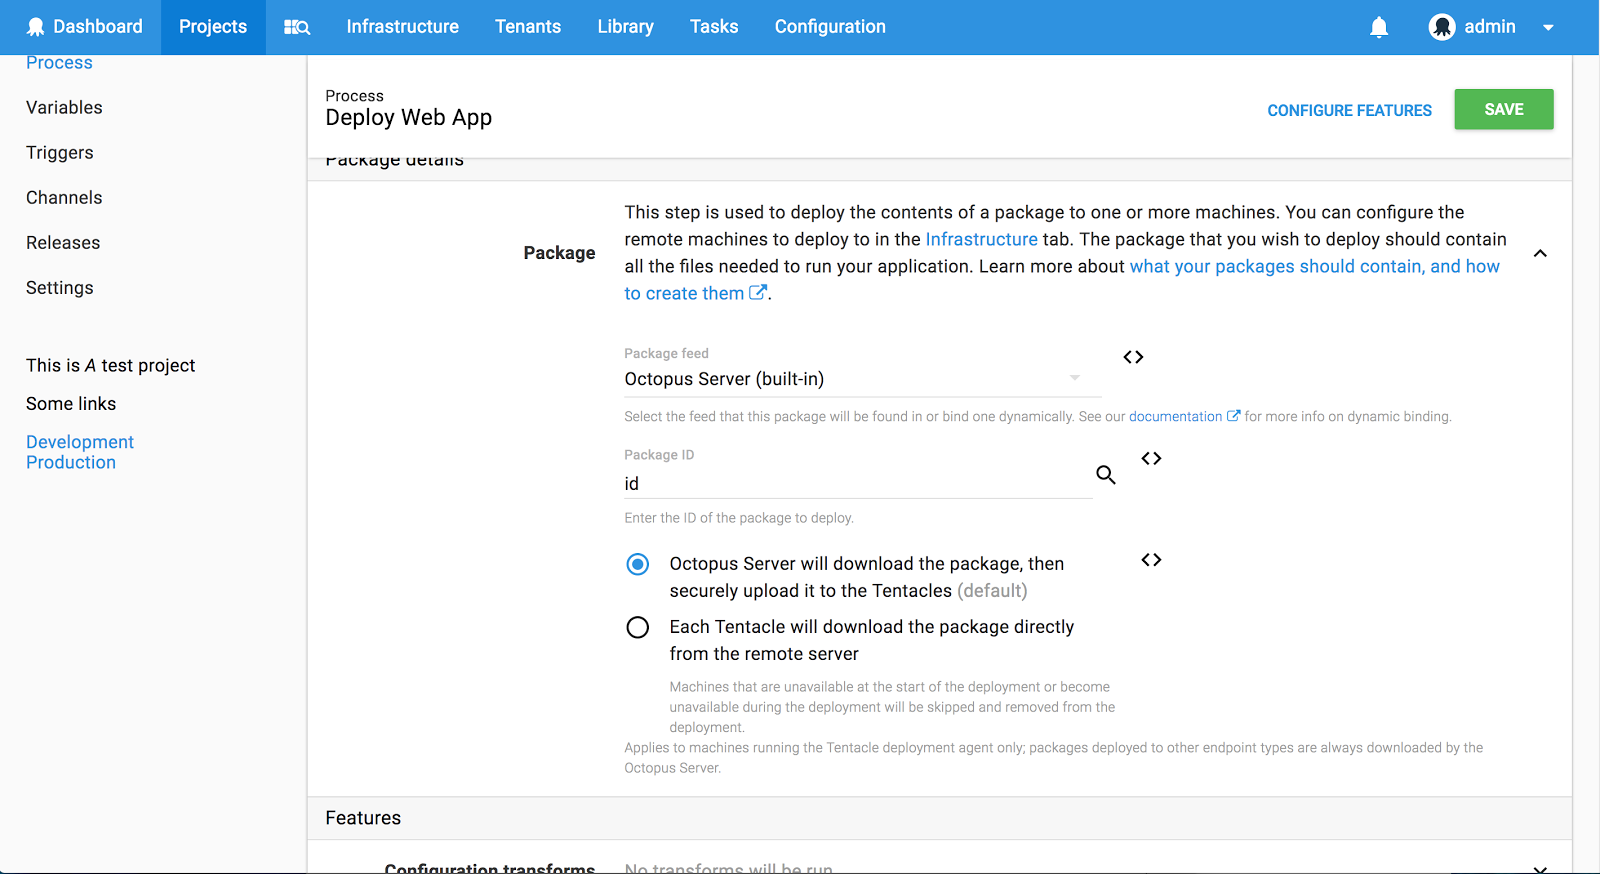 Dashboard
Projects
Infrastructure
Tenants
Library
Tasks
Configuration
admin
Process
Variables
Triggers
Channels
Releases
Settings
This is A test project
Some links
Development
Production
Process
Deploy Web App
CONFIGURE FEATURES
SAVE
Package details
Package
This step is used to deploy the contents of a package to one or more machines. You can configure the
remote machines to deploy to in the Infrastructure tab. The package that you wish to deploy should contain
all the files needed to run your application. Learn more about what your packages should contain, and how
to create them.
Package feed
Octopus Server (built-in)
Select the feed that this package will be found in or bind one dynamically. See our documentation for more info on dynamic binding.
Package ID
id
Enter the ID of the package to deploy.
Octopus Server will download the package, then
securely upload it to the Tentacles (default)
Each Tentacle will download the package directly
from the remote server
Machines that are unavailable at the start of the deployment or become
unavailable during the deployment will be skipped and removed from the
deployment.
Applies to machines running the Tentacle deployment agent only; packages deployed to other endpoint types are always downloaded by the
Octopus Server.
Features
Configuration transforms
No transforms will be run